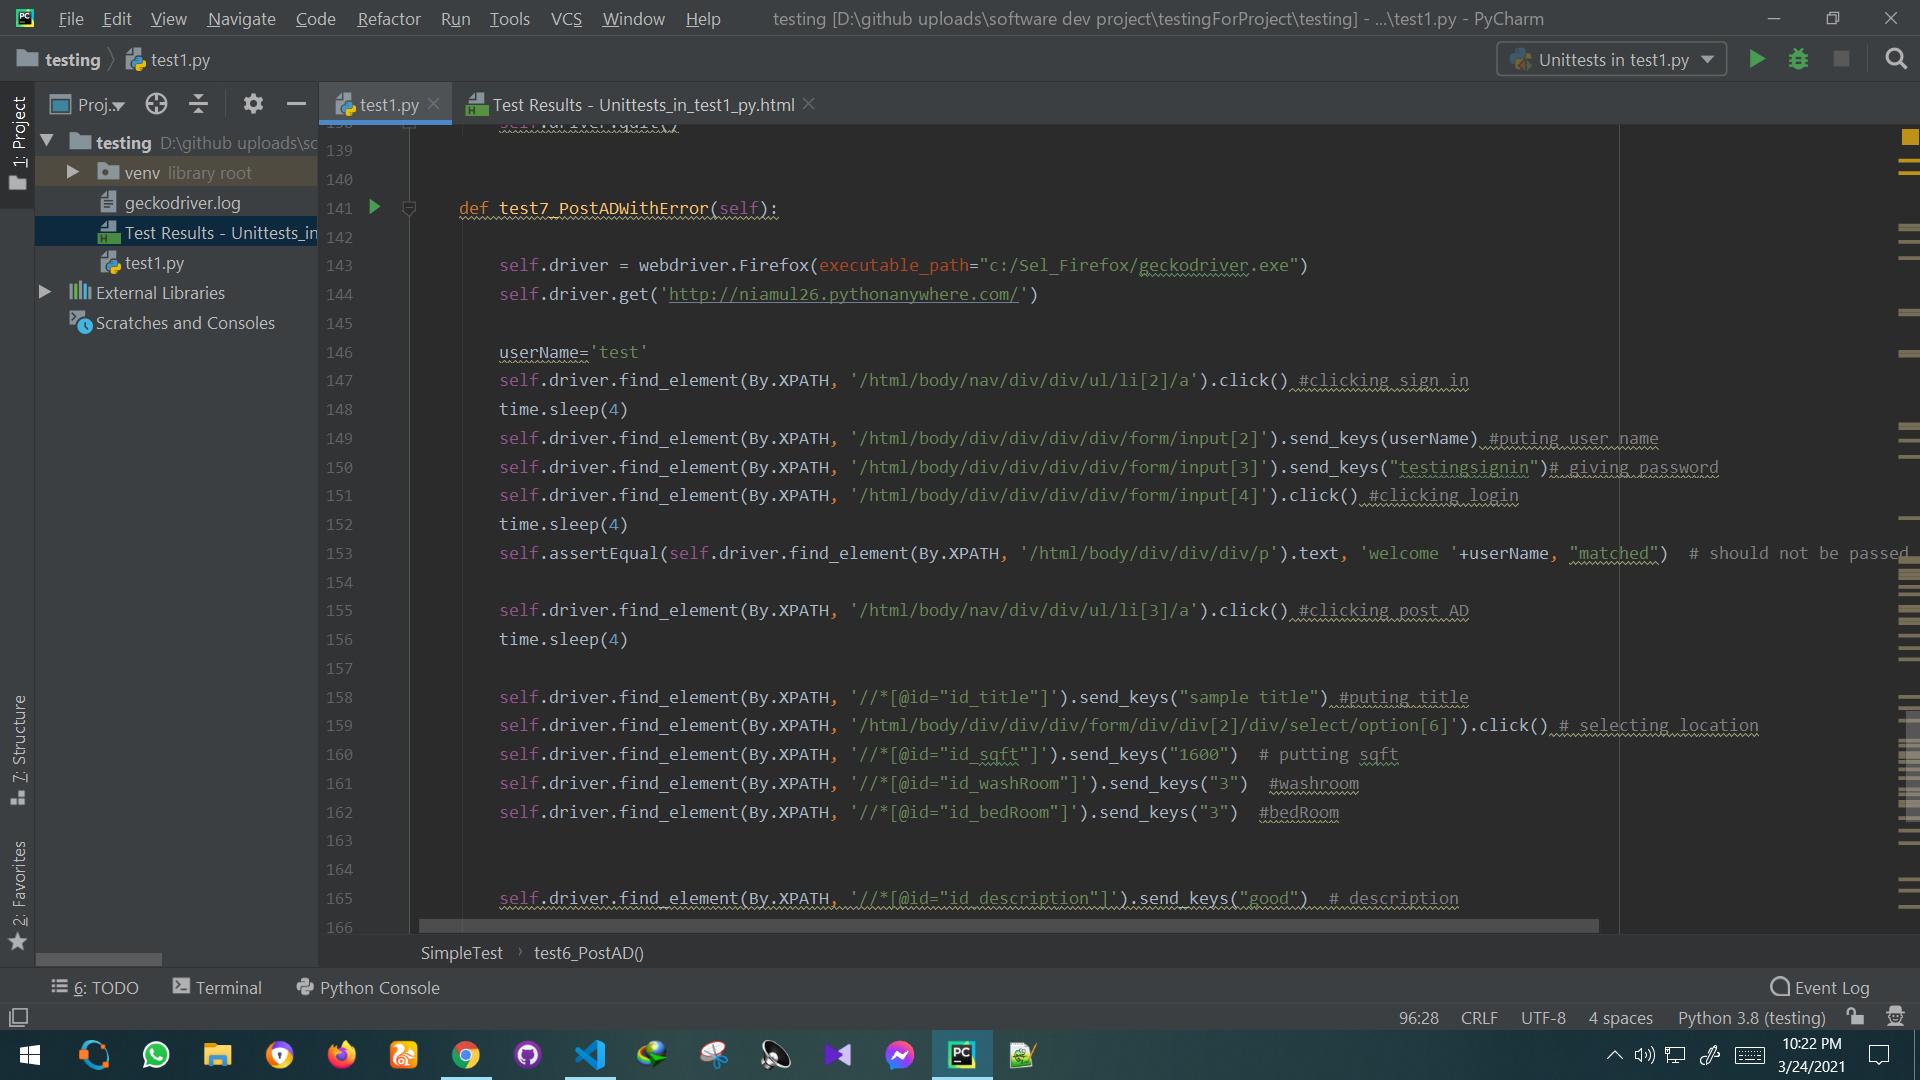 File Edit View Navigate Code Refactor Run Tools VCS Window Help testing [D:\github uploads\software dev project\testingForProject\testing] - ...\test1.py - PyCharm
testing test1.py Unittests in test1.py
Proj.. test1.py Test Results - Unittests_in_test1_py.html
1: Project
testing D:\github uploads\sc
venv library root
geckodriver.log
Test Results - Unittests_in
test1.py
External Libraries
Scratches and Consoles
7: Structure
2: Favorites
138 self.driver.quit()
139
140
141 def test7_PostADWithError(self):
142
143 self.driver = webdriver.Firefox(executable_path="c:/Sel_Firefox/geckodriver.exe")
144 self.driver.get('http://niamul26.pythonanywhere.com/')
145
146 userName='test'
147 self.driver.find_element(By.XPATH, '/html/body/nav/div/div/ul/li[2]/a').click() #clicking sign in
148 time.sleep(4)
149 self.driver.find_element(By.XPATH, '/html/body/div/div/div/div/form/input[2]').send_keys(userName) #puting user name
150 self.driver.find_element(By.XPATH, '/html/body/div/div/div/div/form/input[3]').send_keys("testingsignin")# giving password
151 self.driver.find_element(By.XPATH, '/html/body/div/div/div/div/form/input[4]').click() #clicking login
152 time.sleep(4)
153 self.assertEqual(self.driver.find_element(By.XPATH, '/html/body/div/div/div/p').text, 'welcome '+userName, "matched") # should not be passed
154
155 self.driver.find_element(By.XPATH, '/html/body/nav/div/div/ul/li[3]/a').click() #clicking post AD
156 time.sleep(4)
157
158 self.driver.find_element(By.XPATH, '//*[@id="id_title"]').send_keys("sample title") #puting title
159 self.driver.find_element(By.XPATH, '/html/body/div/div/div/form/div/div[2]/div/select/option[6]').click() # selecting location
160 self.driver.find_element(By.XPATH, '//*[@id="id_sqft"]').send_keys("1600") # putting sqft
161 self.driver.find_element(By.XPATH, '//*[@id="id_washRoom"]').send_keys("3") #washroom
162 self.driver.find_element(By.XPATH, '//*[@id="id_bedRoom"]').send_keys("3") #bedRoom
163
164
165 self.driver.find_element(By.XPATH, '//*[@id="id_description"]').send_keys("good") # description
166
SimpleTest › test6_PostAD()
6: TODO Terminal Python Console Event Log
96:28 CRLF UTF-8 4 spaces Python 3.8 (testing)
10:22 PM
3/24/2021